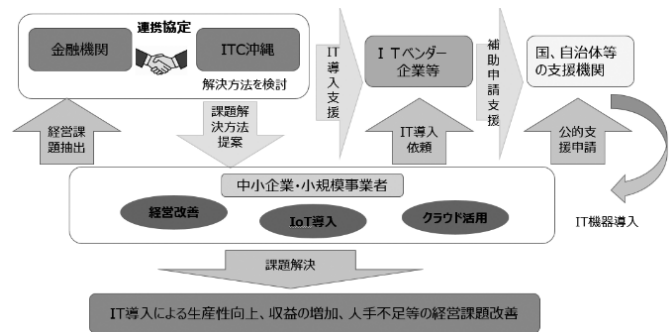 連携協定
金融機関
ITC沖縄
解決方法を検討
IT導入支援
ITベンダー
企業等
補助申請支援
国、自治体等
の支援機関
経営課
題抽出
課題解
決方法
提案
IT導入
依頼
公的支
援申請
IT機器導入
中小企業・小規模事業者
経営改善
IoT導入
クラウド活用
課題解決
IT導入による生産性向上、収益の増加、人手不足等の経営課題改善